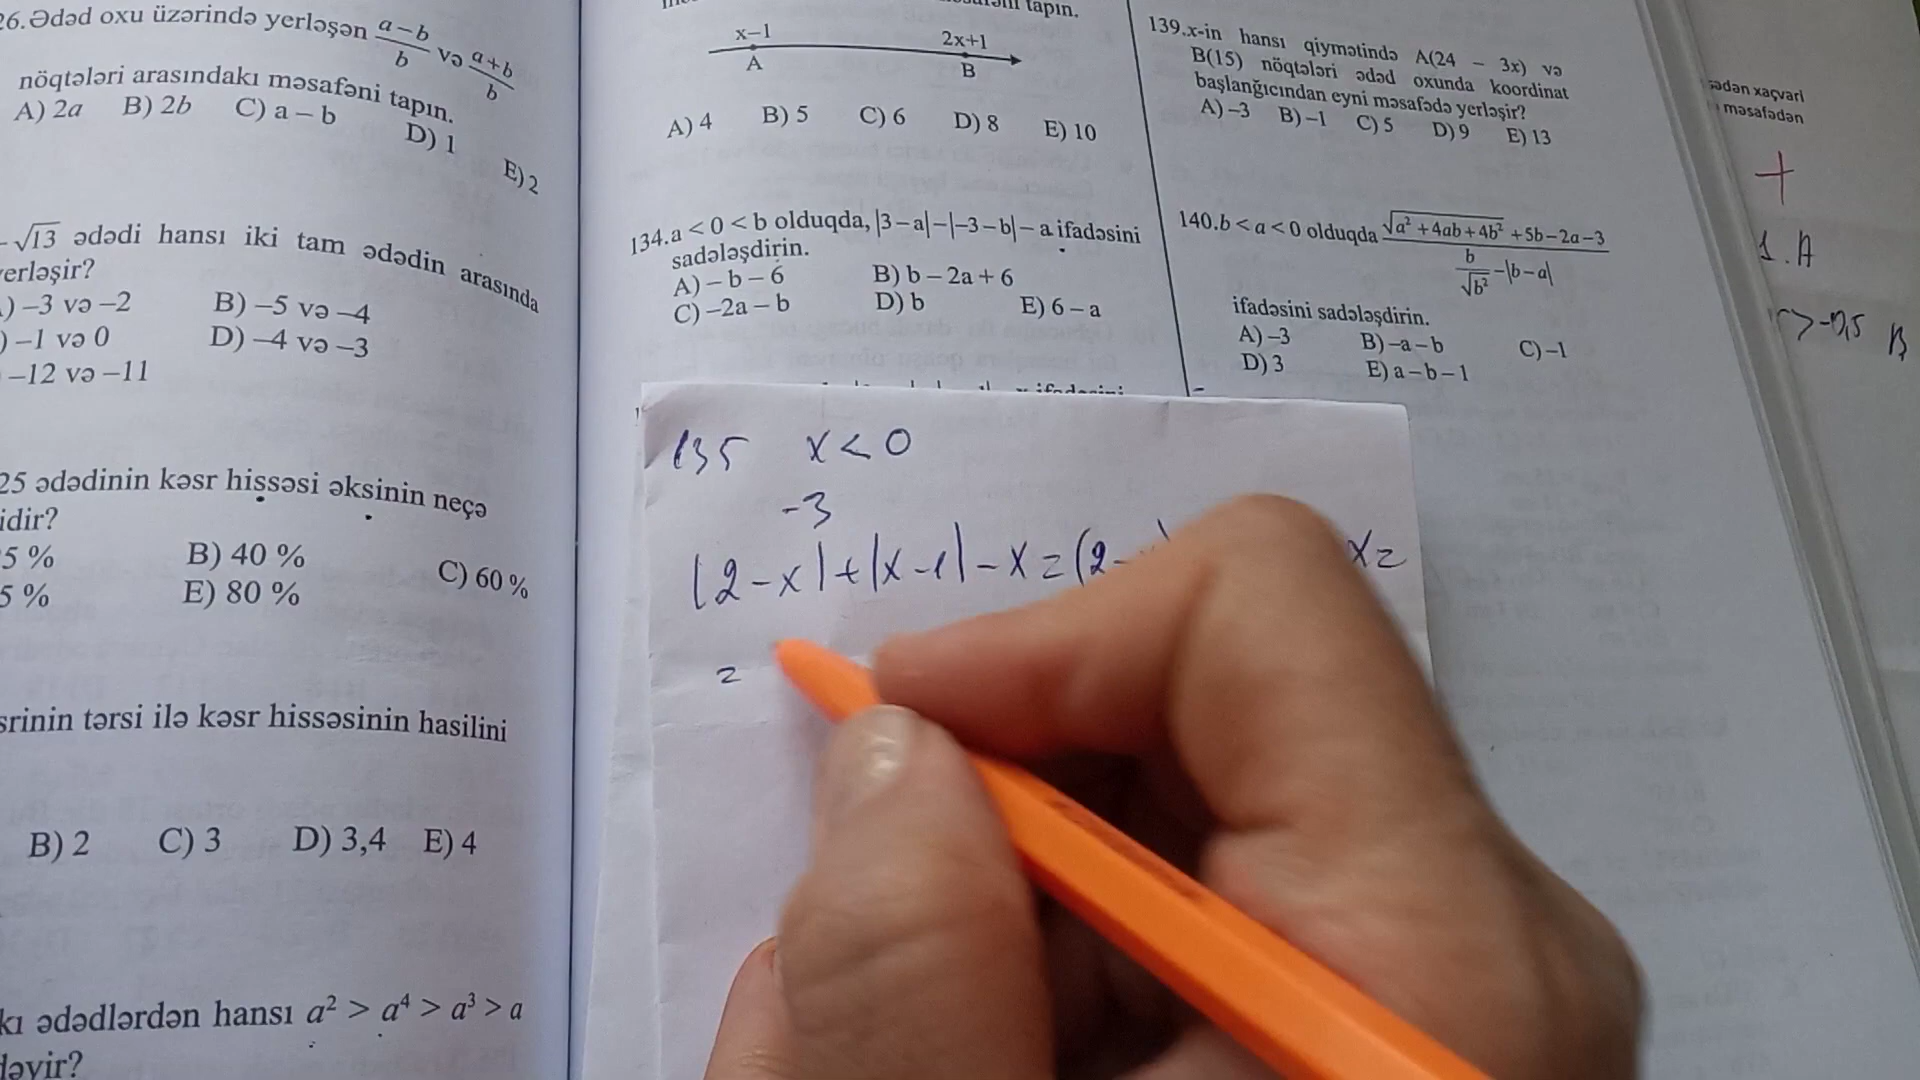 26.Ədəd oxu üzərində yerləşən a–b/b və a+b/b
nöqtələri arasındakı məsafəni tapın.
A) 2a B) 2b C) a – b D) 1 E) 2
–√13 ədədi hansı iki tam ədədin arasında
yerləşir?
) –3 və –2 B) –5 və –4
) –1 və 0 D) –4 və –3
–12 və –11
25 ədədinin kəsr hissəsi əksinin neçə
idir?
5 % B) 40 % C) 60 %
5 % E) 80 %
srinin tərsi ilə kəsr hissəsinin hasilini
B) 2 C) 3 D) 3,4 E) 4
kı ədədlərdən hansı a² > a⁴ > a³ > a
tapın.
x–1 2x+1
A B
A) 4 B) 5 C) 6 D) 8 E) 10
134.a < 0 < b olduqda, |3 – a| – |–3 – b| – a ifadəsini
sadələşdirin.
A) – b – 6 B) b – 2a + 6
C) –2a – b D) b E) 6 – a
135 x < 0
-3
|2 - x| + |x - 1| - x = (2 - x =
=
139.x-in hansı qiymətində A(24 – 3x) və
B(15) nöqtələri ədəd oxunda koordinat
başlanğıcından eyni məsafədə yerləşir?
A) –3 B) –1 C) 5 D) 9 E) 13
140.b < a < 0 olduqda √a² + 4ab + 4b² + 5b – 2a – 3 / b/√b² – |b – a|
ifadəsini sadələşdirin.
A) –3 B) –a – b C) –1
D) 3 E) a – b – 1
ədən xaçvari
məsafədən
+
1. A
> -0,5 B